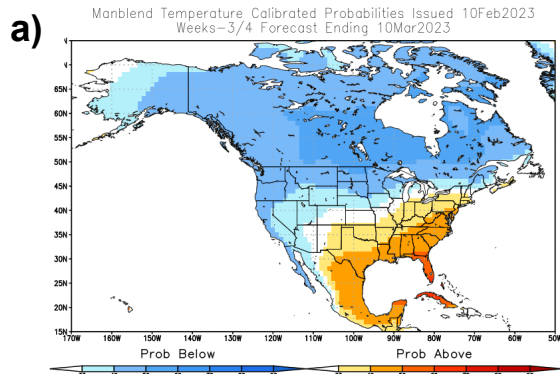 a)
Manblend Temperature Calibrated Probabilities Issued 10Feb2023
Weeks-3/4 Forecast Ending 10Mar2023
65N
60N
55N
50N
45N
40N
35N
30N
25N
20N
15N
170W 160W 150W 140W 130W 120W 110W 100W 90W 80W 70W 60W 50W
Prob Below Prob Above